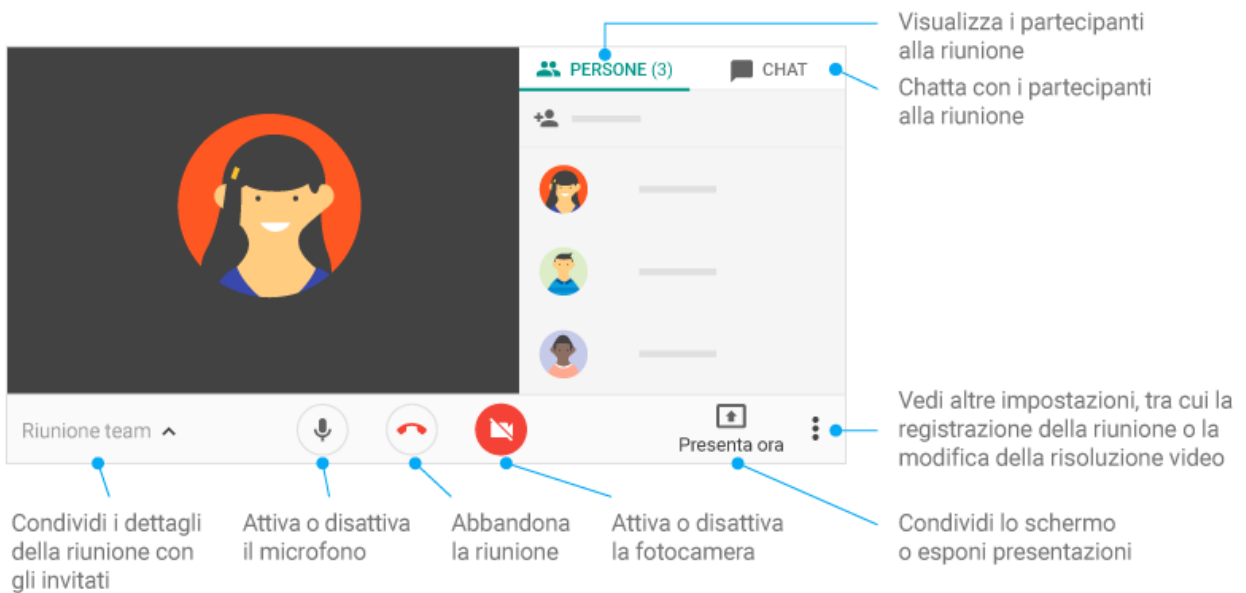 Visualizza i partecipanti
alla riunione
PERSONE (3)
CHAT
Chatta con i partecipanti
alla riunione
Riunione team
Presenta ora
Vedi altre impostazioni, tra cui la
registrazione della riunione o la
modifica della risoluzione video
Condividi i dettagli
della riunione con
gli invitati
Attiva o disattiva
il microfono
Abbandona
la riunione
Attiva o disattiva
la fotocamera
Condividi lo schermo
o esponi presentazioni